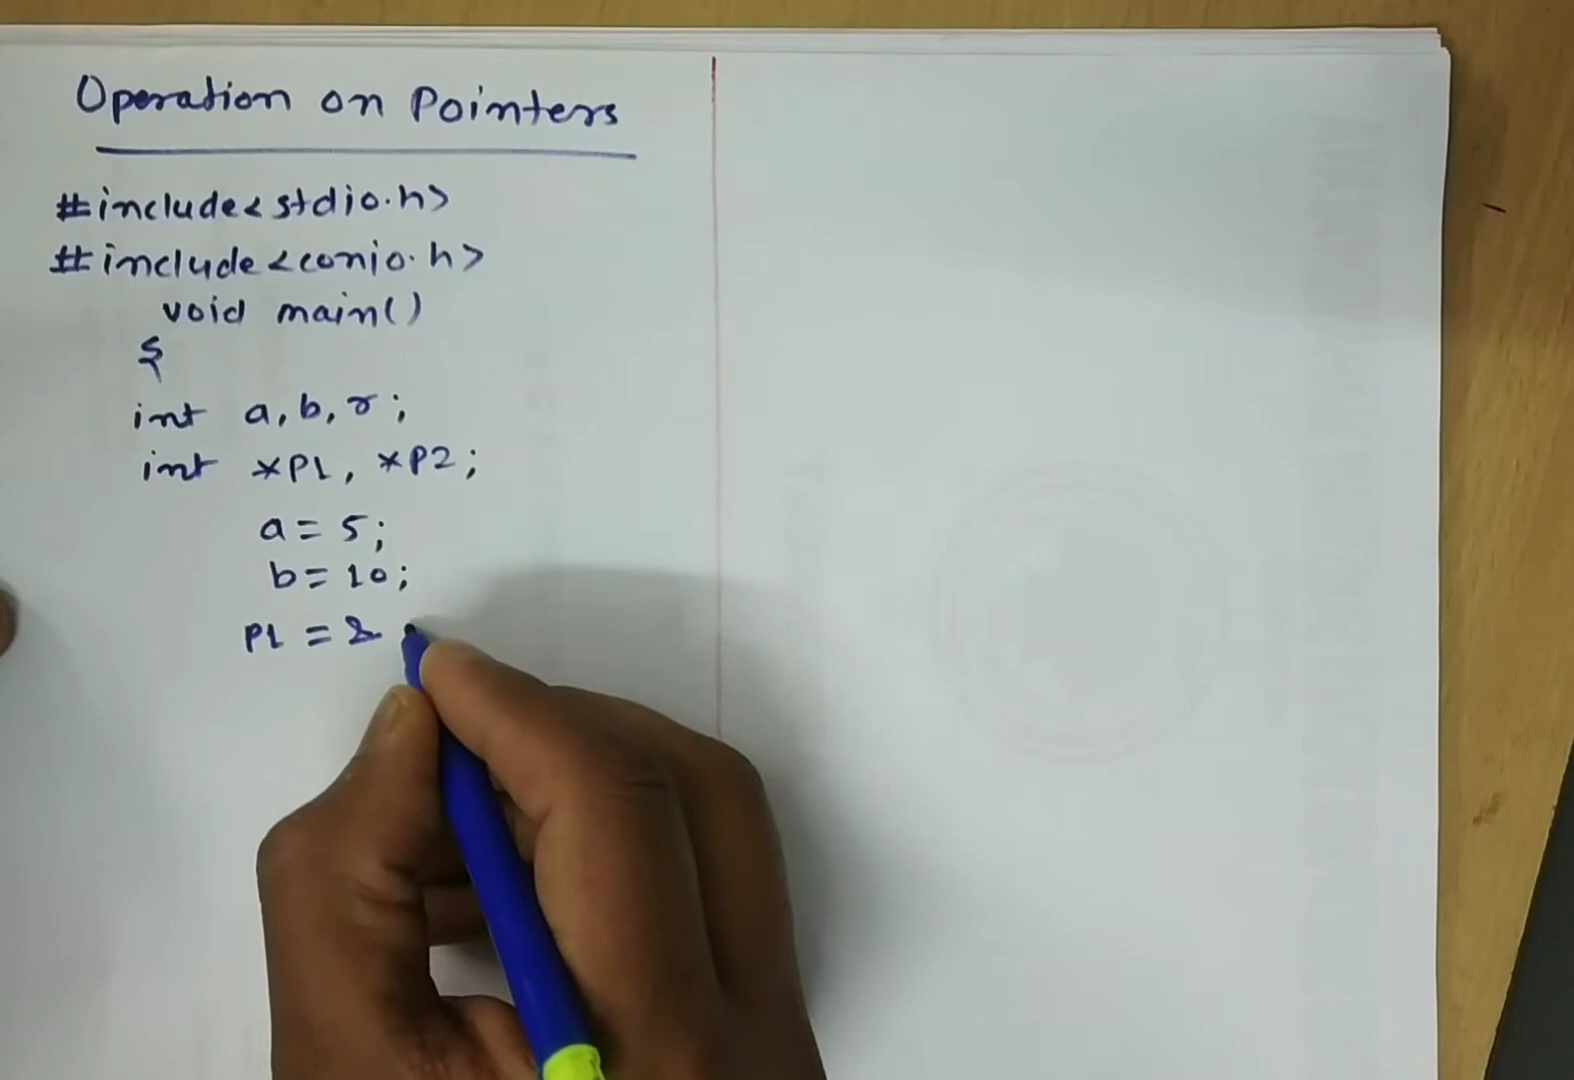 Operation on Pointers
#include<stdio.h>
#include<conio.h>
void main()
{
int a, b, r;
int *P1, *P2;
a = 5;
b = 10;
P1 = &